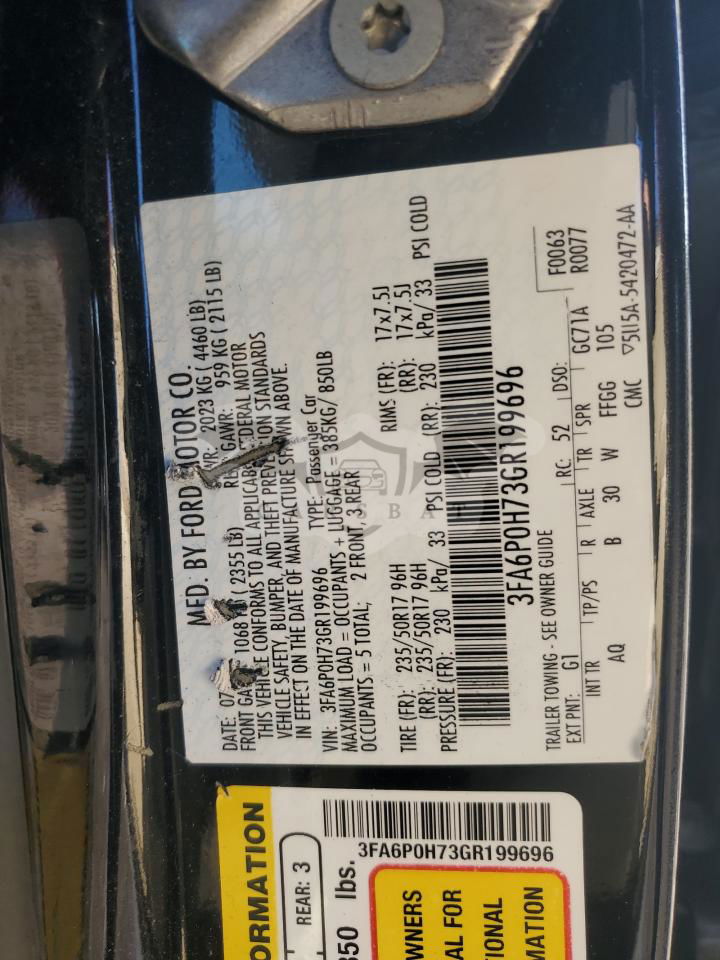 MFD. BY FORD MOTOR CO.
DATE: 07 GVWR: 2023 KG ( 4460 LB)
FRONT GA 1068 ( 2355 LB) GAWR: 959 KG ( 2115 LB)
THIS VEHICLE CONFORMS TO ALL APPLICABLE FEDERAL MOTOR
VEHICLE SAFETY, BUMPER, AND THEFT PREVENTION STANDARDS
IN EFFECT ON THE DATE OF MANUFACTURE SHOWN ABOVE.
VIN: 3FA6P0H73GR199696 TYPE: Passenger Car
MAXIMUM LOAD = OCCUPANTS + LUGGAGE = 385KG/ 850LB
OCCUPANTS = 5 TOTAL; 2 FRONT, 3 REAR
TIRE (FR): 235/50R17 96H RIMS (FR): 17x7.5J
(RR): 235/50R17 96H (RR): 17x7.5J
PRESSURE (FR): 230 kPa/ 33 PSI COLD (RR): 230 kPa/ 33 PSI COLD
3FA6P0H73GR199696
TRAILER TOWING - SEE OWNER GUIDE
F0063
R0077
EXT PNT: G1 RC: 52 DSO: GC71A
INT TR TP/PS R AXLE TR SPR 105
AQ B 30 W FFGG
CMC ▽5U5A-5420472-AA
ORMATION
REAR: 3
350 lbs.
3FA6P0H73GR199696
WNERS
AL FOR
TIONAL
MATION